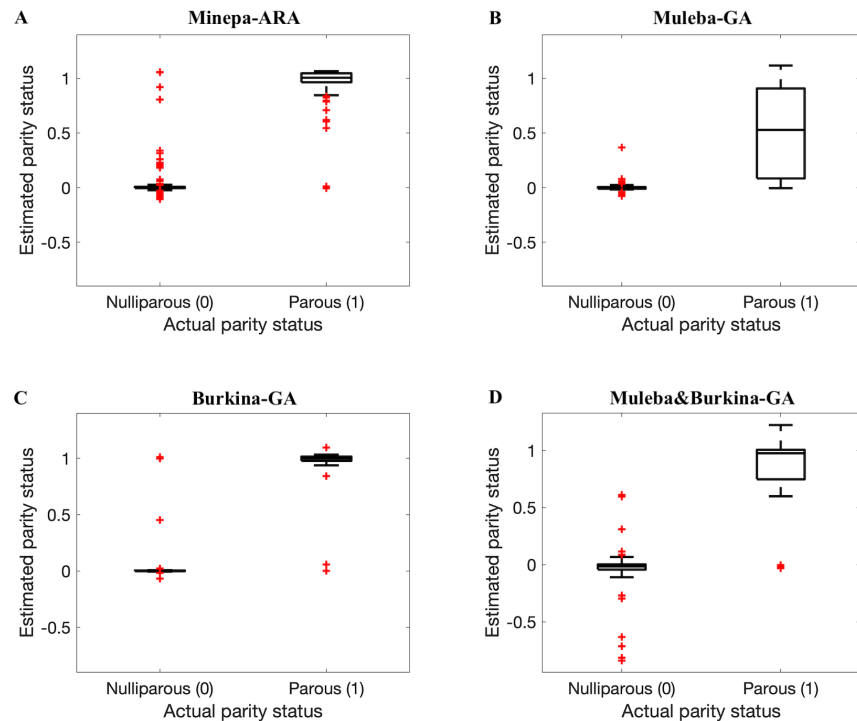 A
Minepa-ARA
Estimated parity status
1
0.5
0
-0.5
Nulliparous (0)
Parous (1)
Actual parity status
B
Muleba-GA
Estimated parity status
1
0.5
0
-0.5
Nulliparous (0)
Parous (1)
Actual parity status
C
Burkina-GA
Estimated parity status
1
0.5
0
-0.5
Nulliparous (0)
Parous (1)
Actual parity status
D
Muleba&Burkina-GA
Estimated parity status
1
0.5
0
-0.5
Nulliparous (0)
Parous (1)
Actual parity status